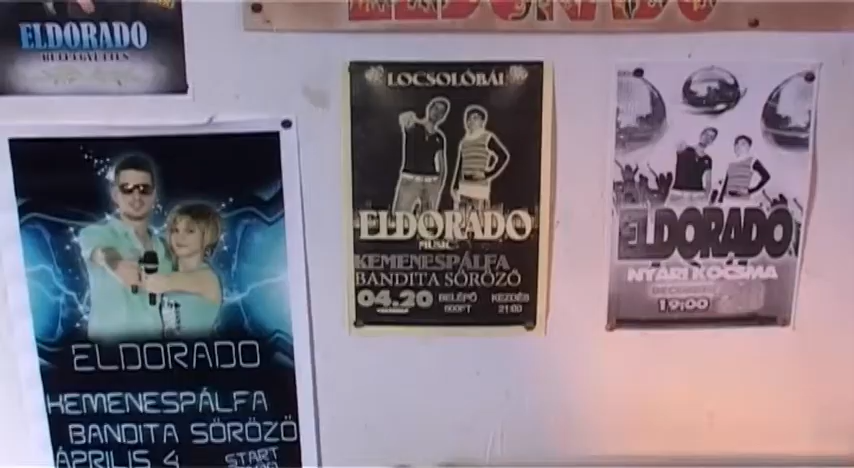 ELDORADO
ELDORADO
ELDORADO
KEMENESPÁLFA
BANDITA SÖRÖZŐ
ÁPRILIS 4
START
LOCSOLÓBÁL
ELDORADO
MUSIC
KEMENESPÁLFA
BANDITA SÖRÖZŐ
04.20
BELÉPŐ
KEZDÉS
21:00
ELDORADO
NYÁRI KOCSMA
19:00